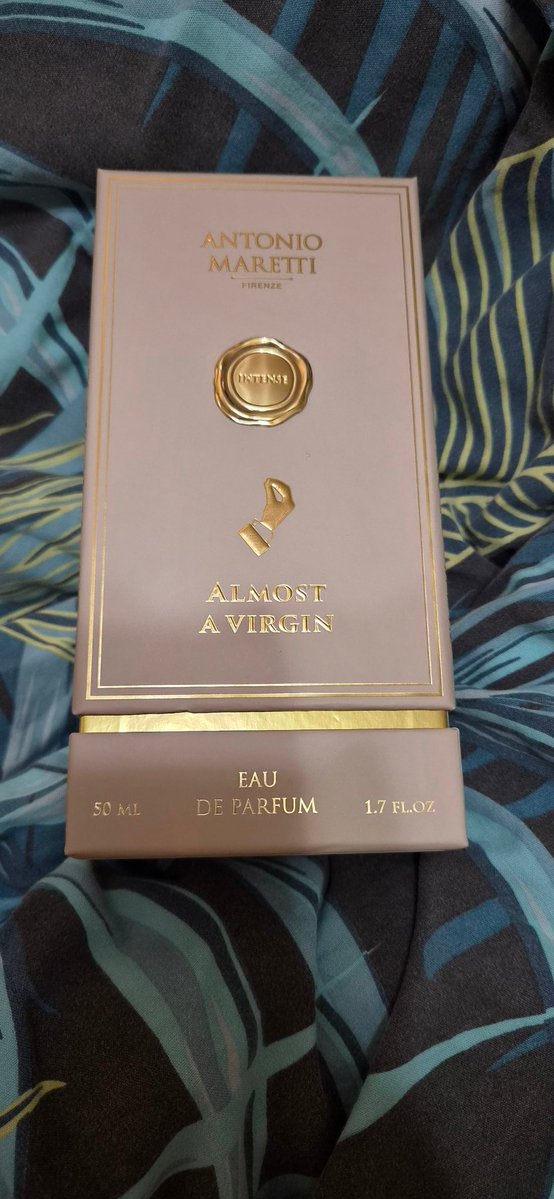 ANTONIO
MARETTI
FIRENZE
INTENSE
ALMOST
A VIRGIN
EAU
50 ML DE PARFUM 1.7 FL.OZ